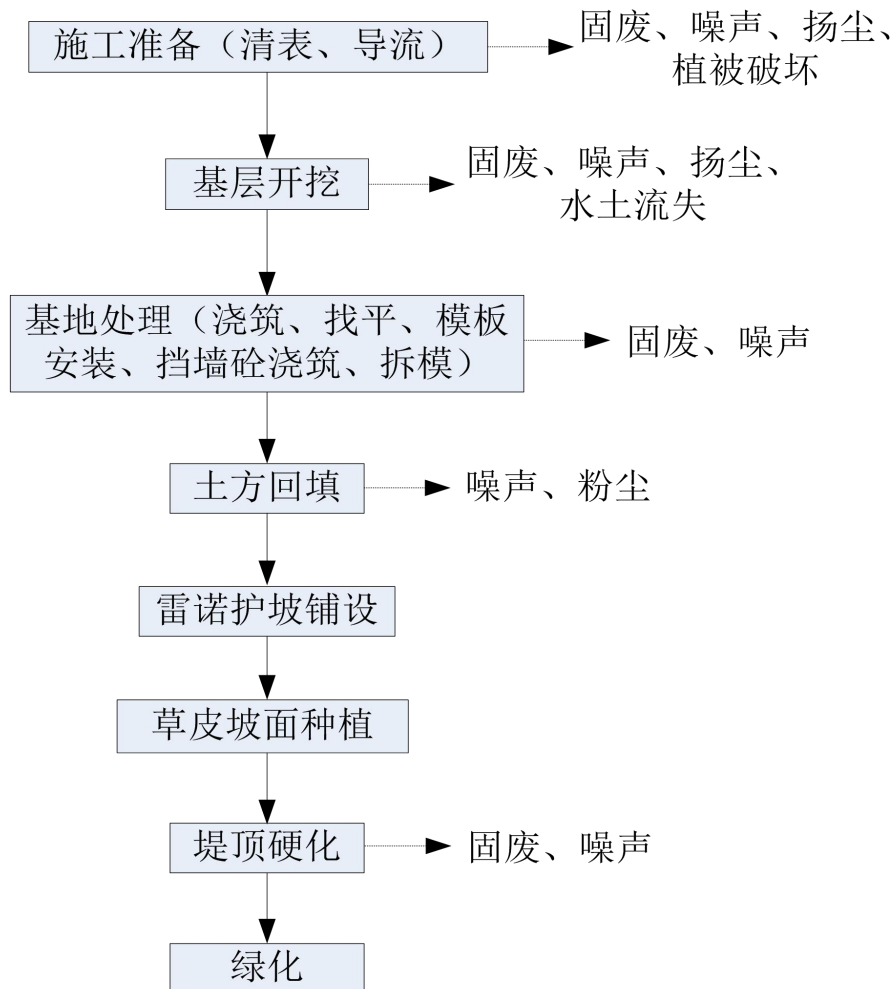 施工准备（清表、导流）
固废、噪声、扬尘、
植被破坏
基层开挖
固废、噪声、扬尘、
水土流失
基地处理（浇筑、找平、模板
安装、挡墙砼浇筑、拆模）
固废、噪声
土方回填
噪声、粉尘
雷诺护坡铺设
草皮坡面种植
堤顶硬化
固废、噪声
绿化